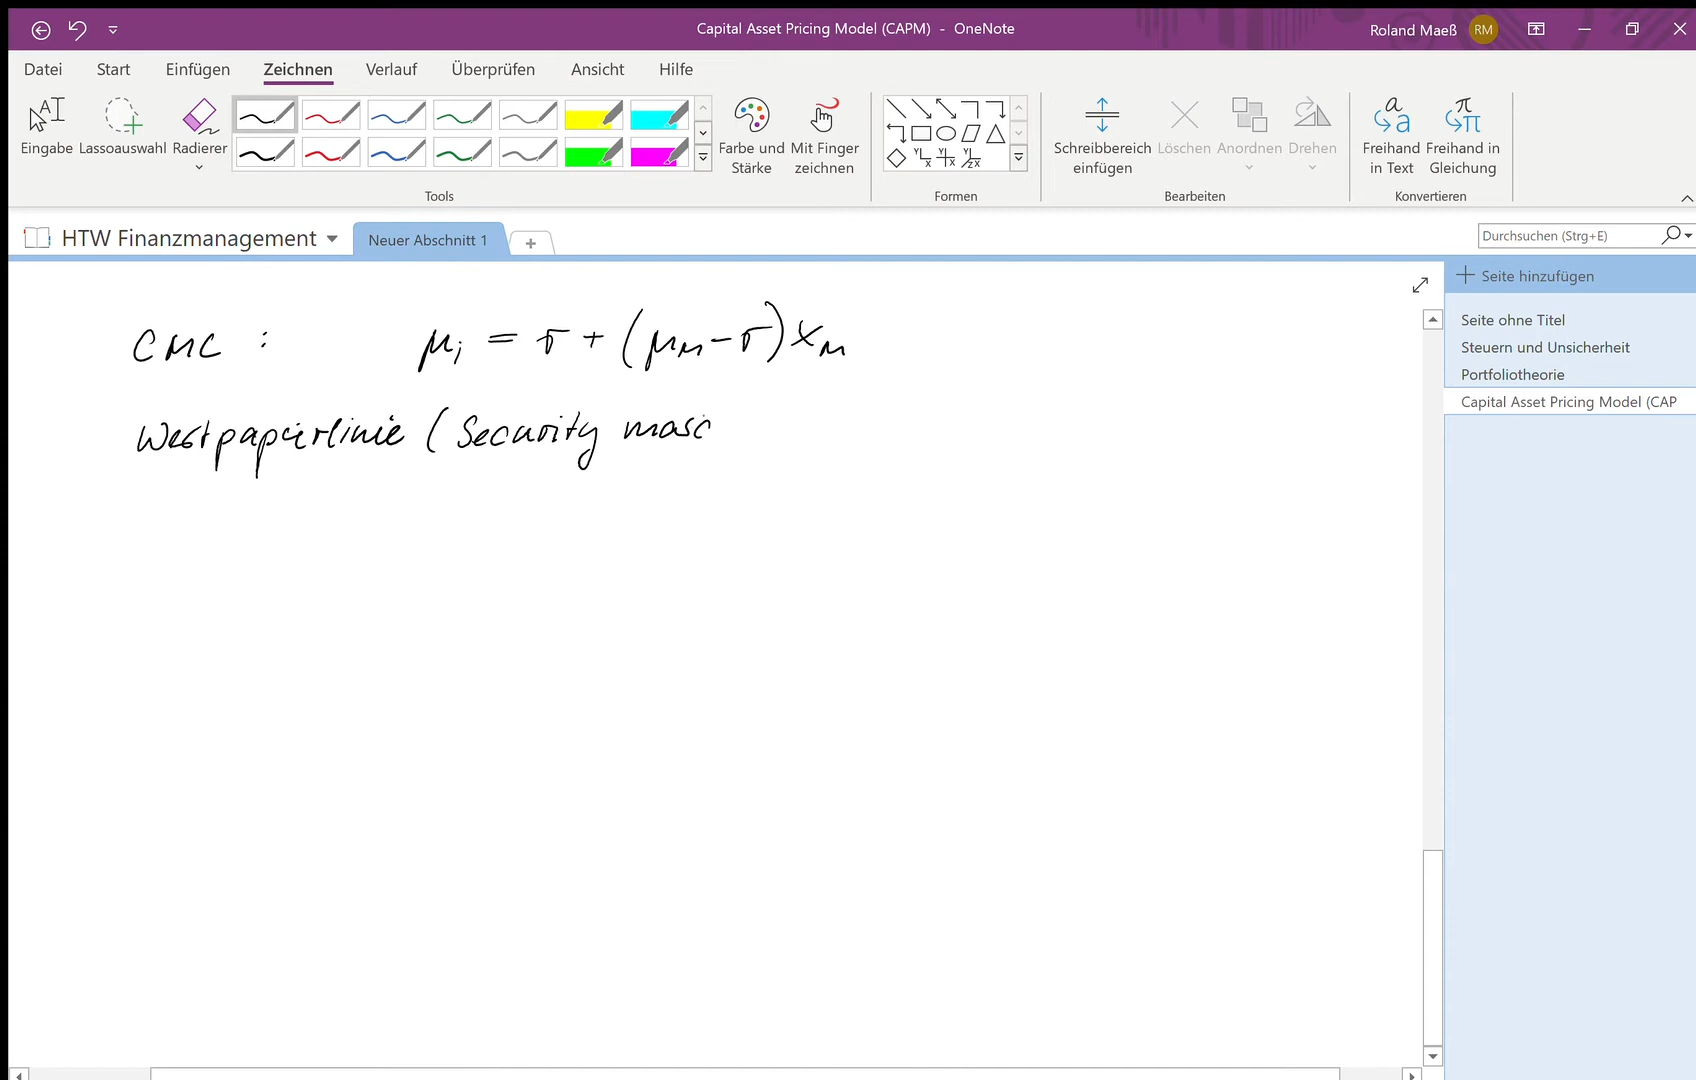 Capital Asset Pricing Model (CAPM) - OneNote
Roland Maeß RM
Datei Start Einfügen Zeichnen Verlauf Überprüfen Ansicht Hilfe
Eingabe Lassoauswahl Radierer Farbe und Stärke Mit Finger zeichnen Schreibbereich einfügen Löschen Anordnen Drehen Freihand in Text Freihand in Gleichung
Tools Formen Bearbeiten Konvertieren
HTW Finanzmanagement Neuer Abschnitt 1 Durchsuchen (Strg+E)
Seite hinzufügen
Seite ohne Titel
Steuern und Unsicherheit
Portfoliotheorie
Capital Asset Pricing Model (CAP
CMC : μi = r + (μM - r) xM
Wertpapierlinie (Security marc